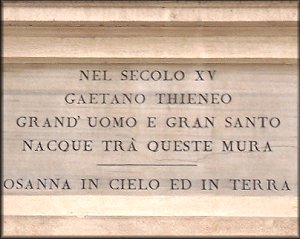 NEL SECOLO XV
GAETANO THIENEO
GRAND' UOMO E GRAN SANTO
NACQUE TRÀ QUESTE MURA
OSANNA IN CIELO ED IN TERRA